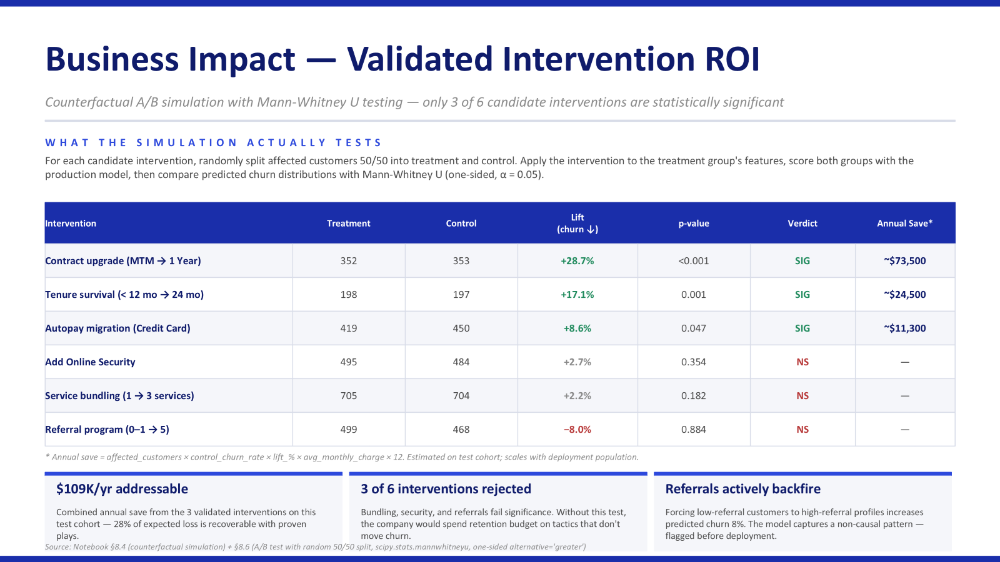 Business Impact — Validated Intervention ROI
Counterfactual A/B simulation with Mann-Whitney U testing — only 3 of 6 candidate interventions are statistically significant
WHAT THE SIMULATION ACTUALLY TESTS
For each candidate intervention, randomly split affected customers 50/50 into treatment and control. Apply the intervention to the treatment group's features, score both groups with the
production model, then compare predicted churn distributions with Mann-Whitney U (one-sided, α = 0.05).
Intervention Treatment Control Lift (churn ↓) p-value Verdict Annual Save*
Contract upgrade (MTM → 1 Year) 352 353 +28.7% <0.001 SIG ~$73,500
Tenure survival (< 12 mo → 24 mo) 198 197 +17.1% 0.001 SIG ~$24,500
Autopay migration (Credit Card) 419 450 +8.6% 0.047 SIG ~$11,300
Add Online Security 495 484 +2.7% 0.354 NS —
Service bundling (1 → 3 services) 705 704 +2.2% 0.182 NS —
Referral program (0–1 → 5) 499 468 −8.0% 0.884 NS —
* Annual save = affected_customers × control_churn_rate × lift_% × avg_monthly_charge × 12. Estimated on test cohort; scales with deployment population.
$109K/yr addressable
Combined annual save from the 3 validated interventions on this
test cohort — 28% of expected loss is recoverable with proven
plays.
3 of 6 interventions rejected
Bundling, security, and referrals fail significance. Without this test,
the company would spend retention budget on tactics that don't
move churn.
Referrals actively backfire
Forcing low-referral customers to high-referral profiles increases
predicted churn 8%. The model captures a non-causal pattern —
flagged before deployment.
Source: Notebook §8.4 (counterfactual simulation) + §8.6 (A/B test with random 50/50 split, scipy.stats.mannwhitneyu, one-sided alternative='greater')